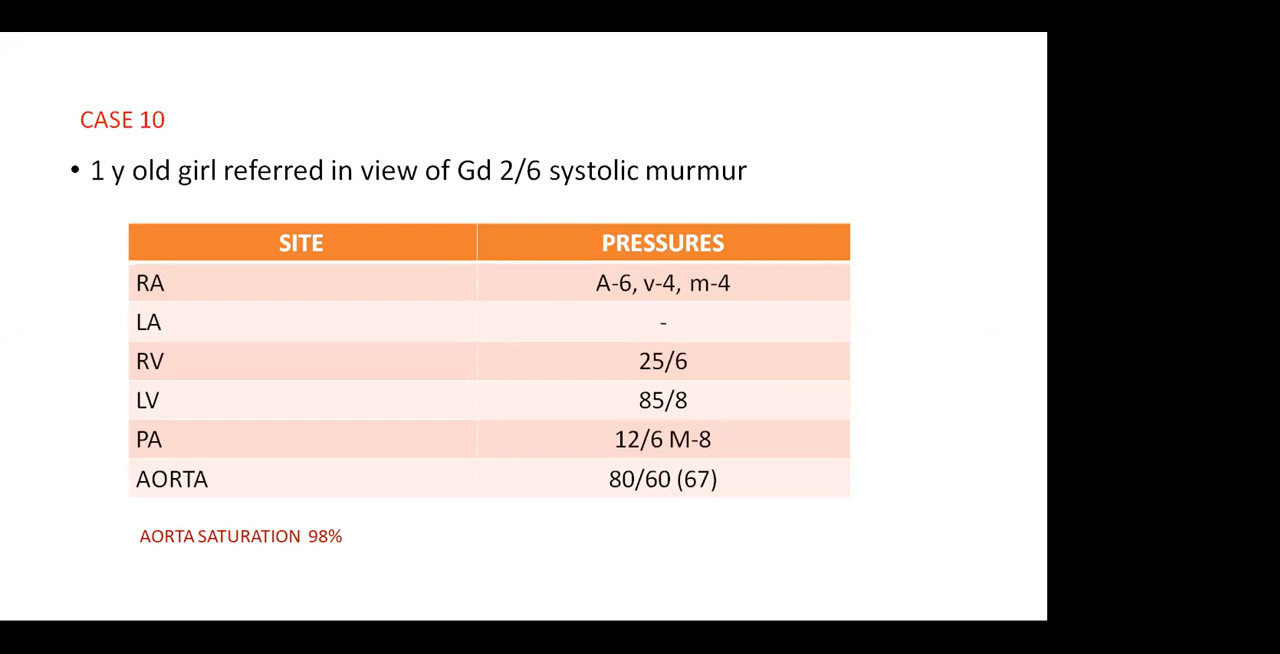 CASE 10
• 1 y old girl referred in view of Gd 2/6 systolic murmur
SITE PRESSURES
RA A-6, v-4, m-4
LA -
RV 25/6
LV 85/8
PA 12/6 M-8
AORTA 80/60 (67)
AORTA SATURATION 98%